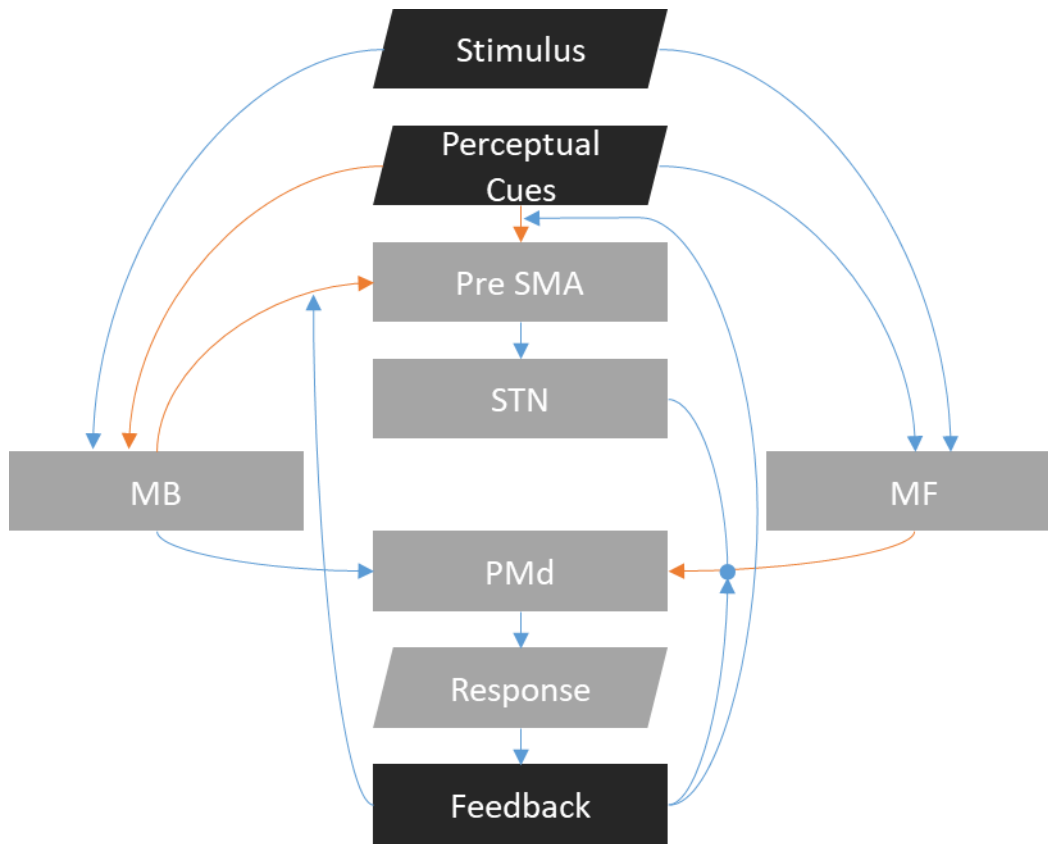 Stimulus
Perceptual
Cues
Pre SMA
STN
MB
MF
PMd
Response
Feedback